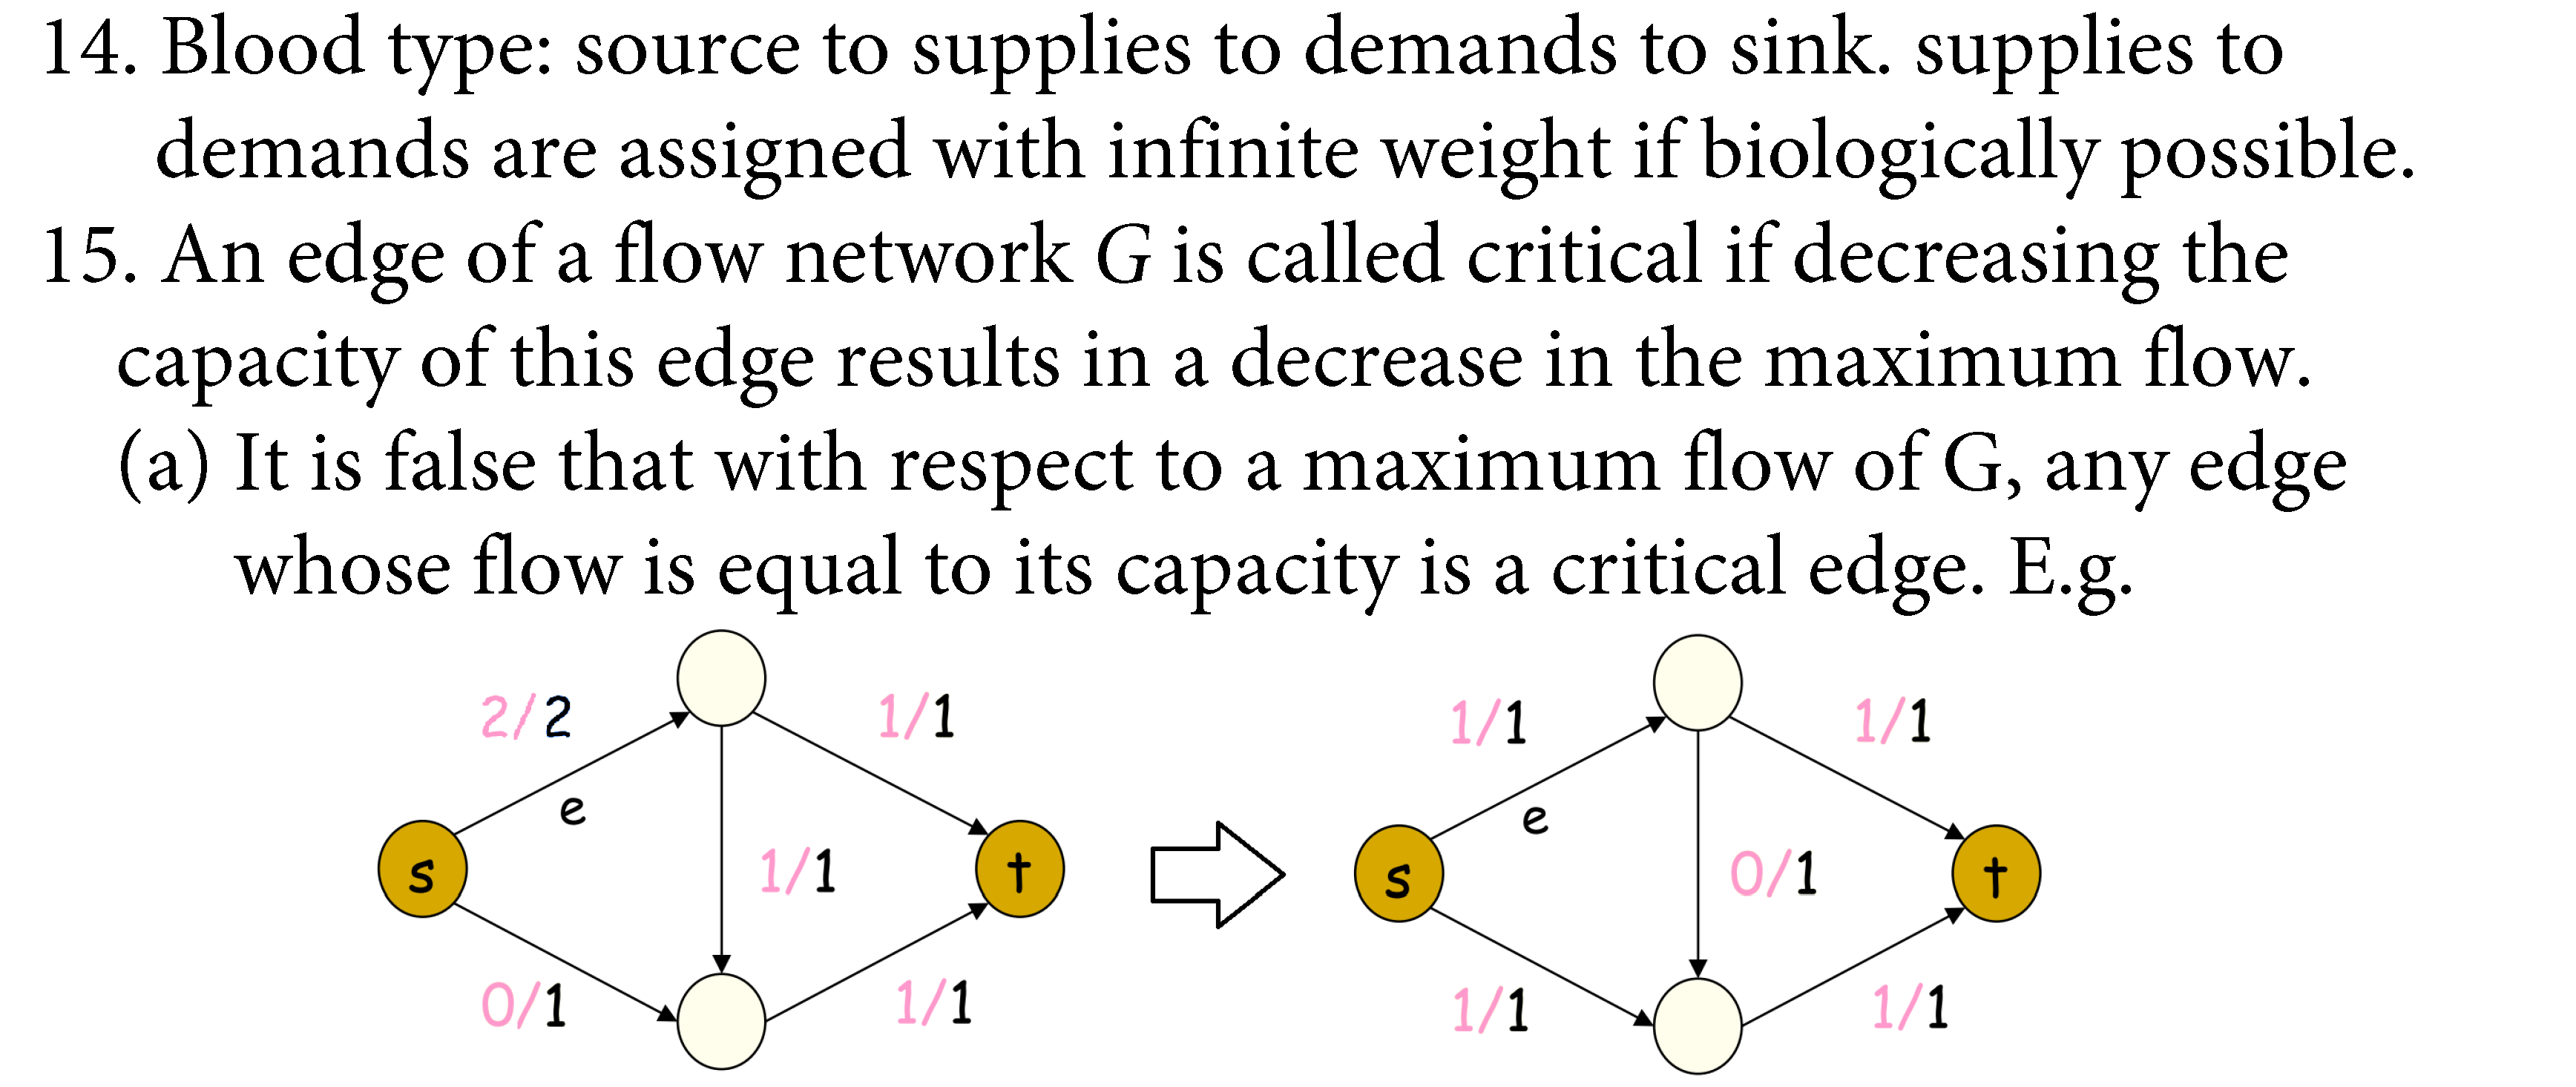 14. Blood type: source to supplies to demands to sink. supplies to
demands are assigned with infinite weight if biologically possible.
15. An edge of a flow network G is called critical if decreasing the
capacity of this edge results in a decrease in the maximum flow.
(a) It is false that with respect to a maximum flow of G, any edge
whose flow is equal to its capacity is a critical edge. E.g.
2/2
1/1
e
s
1/1
t
0/1
1/1
1/1
1/1
e
s
0/1
t
1/1
1/1